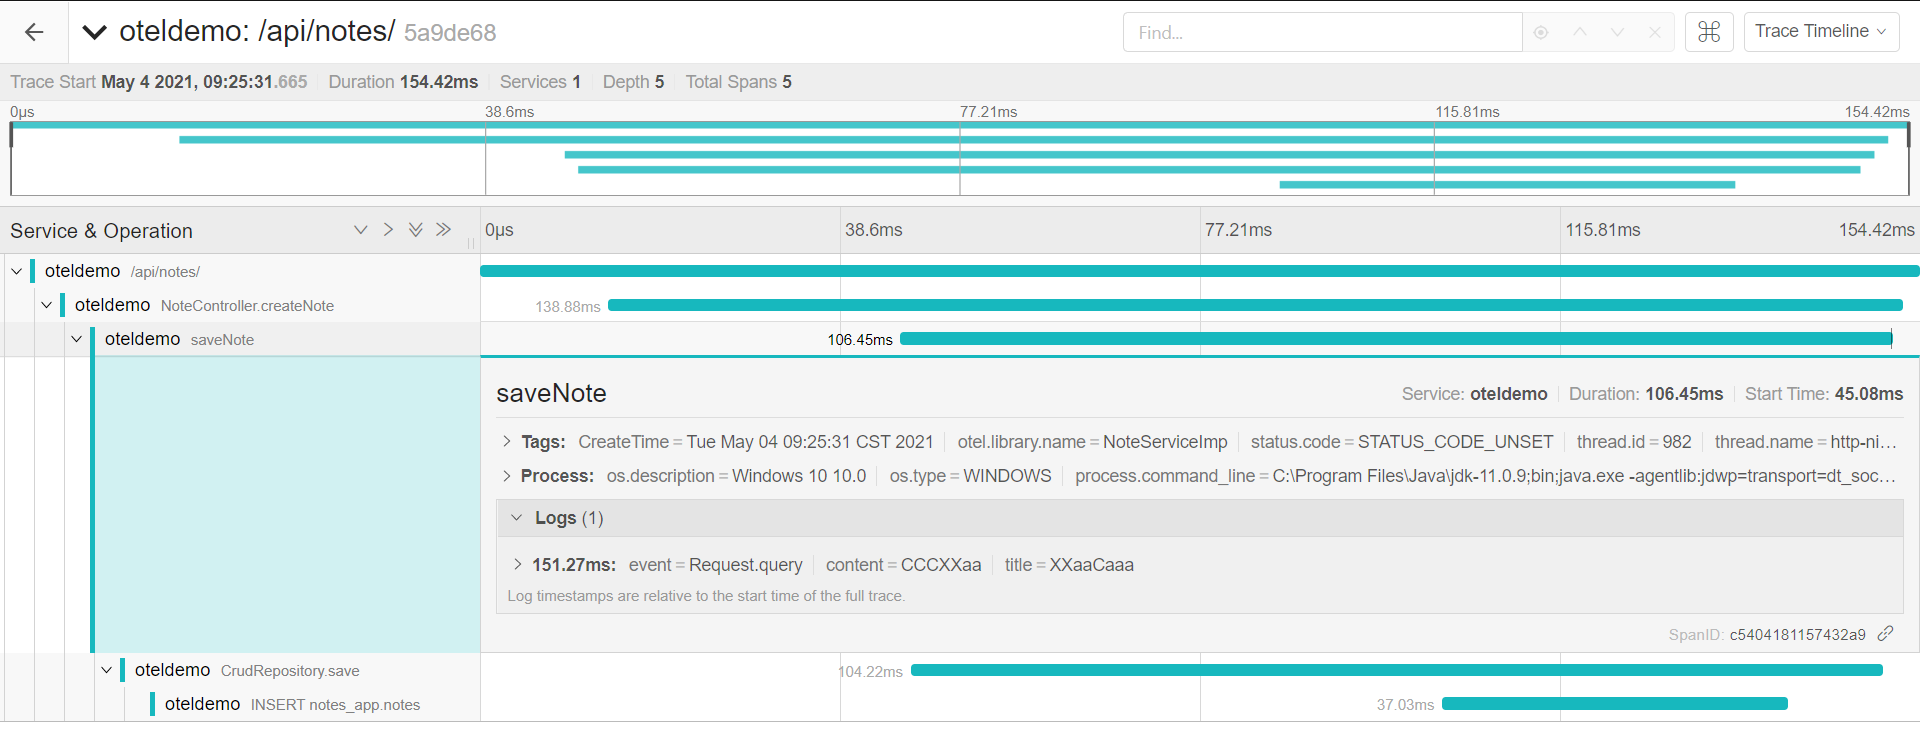 oteldemo: /api/notes/ 5a9de68
Find...
Trace Timeline
Trace Start May 4 2021, 09:25:31.665 Duration 154.42ms Services 1 Depth 5 Total Spans 5
0μs 38.6ms 77.21ms 115.81ms 154.42ms
Service & Operation 0μs 38.6ms 77.21ms 115.81ms 154.42ms
oteldemo /api/notes/
oteldemo NoteController.createNote 138.88ms
oteldemo saveNote 106.45ms
saveNote Service: oteldemo Duration: 106.45ms Start Time: 45.08ms
Tags: CreateTime = Tue May 04 09:25:31 CST 2021 otel.library.name = NoteServiceImp status.code = STATUS_CODE_UNSET thread.id = 982 thread.name = http-ni...
Process: os.description = Windows 10 10.0 os.type = WINDOWS process.command_line = C:\Program Files\Java\jdk-11.0.9;bin;java.exe -agentlib:jdwp=transport=dt_soc...
Logs (1)
151.27ms: event = Request.query content = CCCXXaa title = XXaaCaaa
Log timestamps are relative to the start time of the full trace.
SpanID: c5404181157432a9
oteldemo CrudRepository.save 104.22ms
oteldemo INSERT notes_app.notes 37.03ms